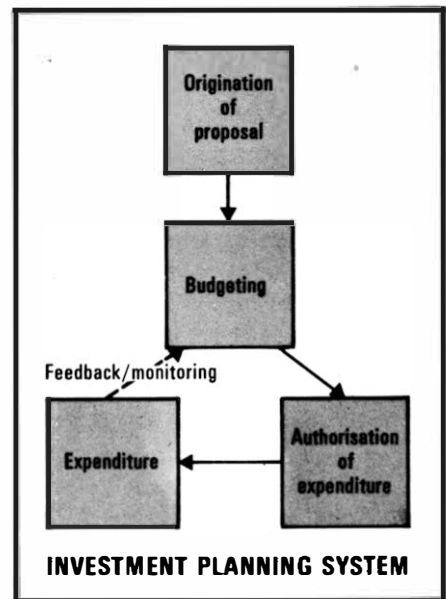 Origination
of
proposal
Budgeting
Feedback/monitoring
Expenditure
Authorisation
of
expenditure
INVESTMENT PLANNING SYSTEM